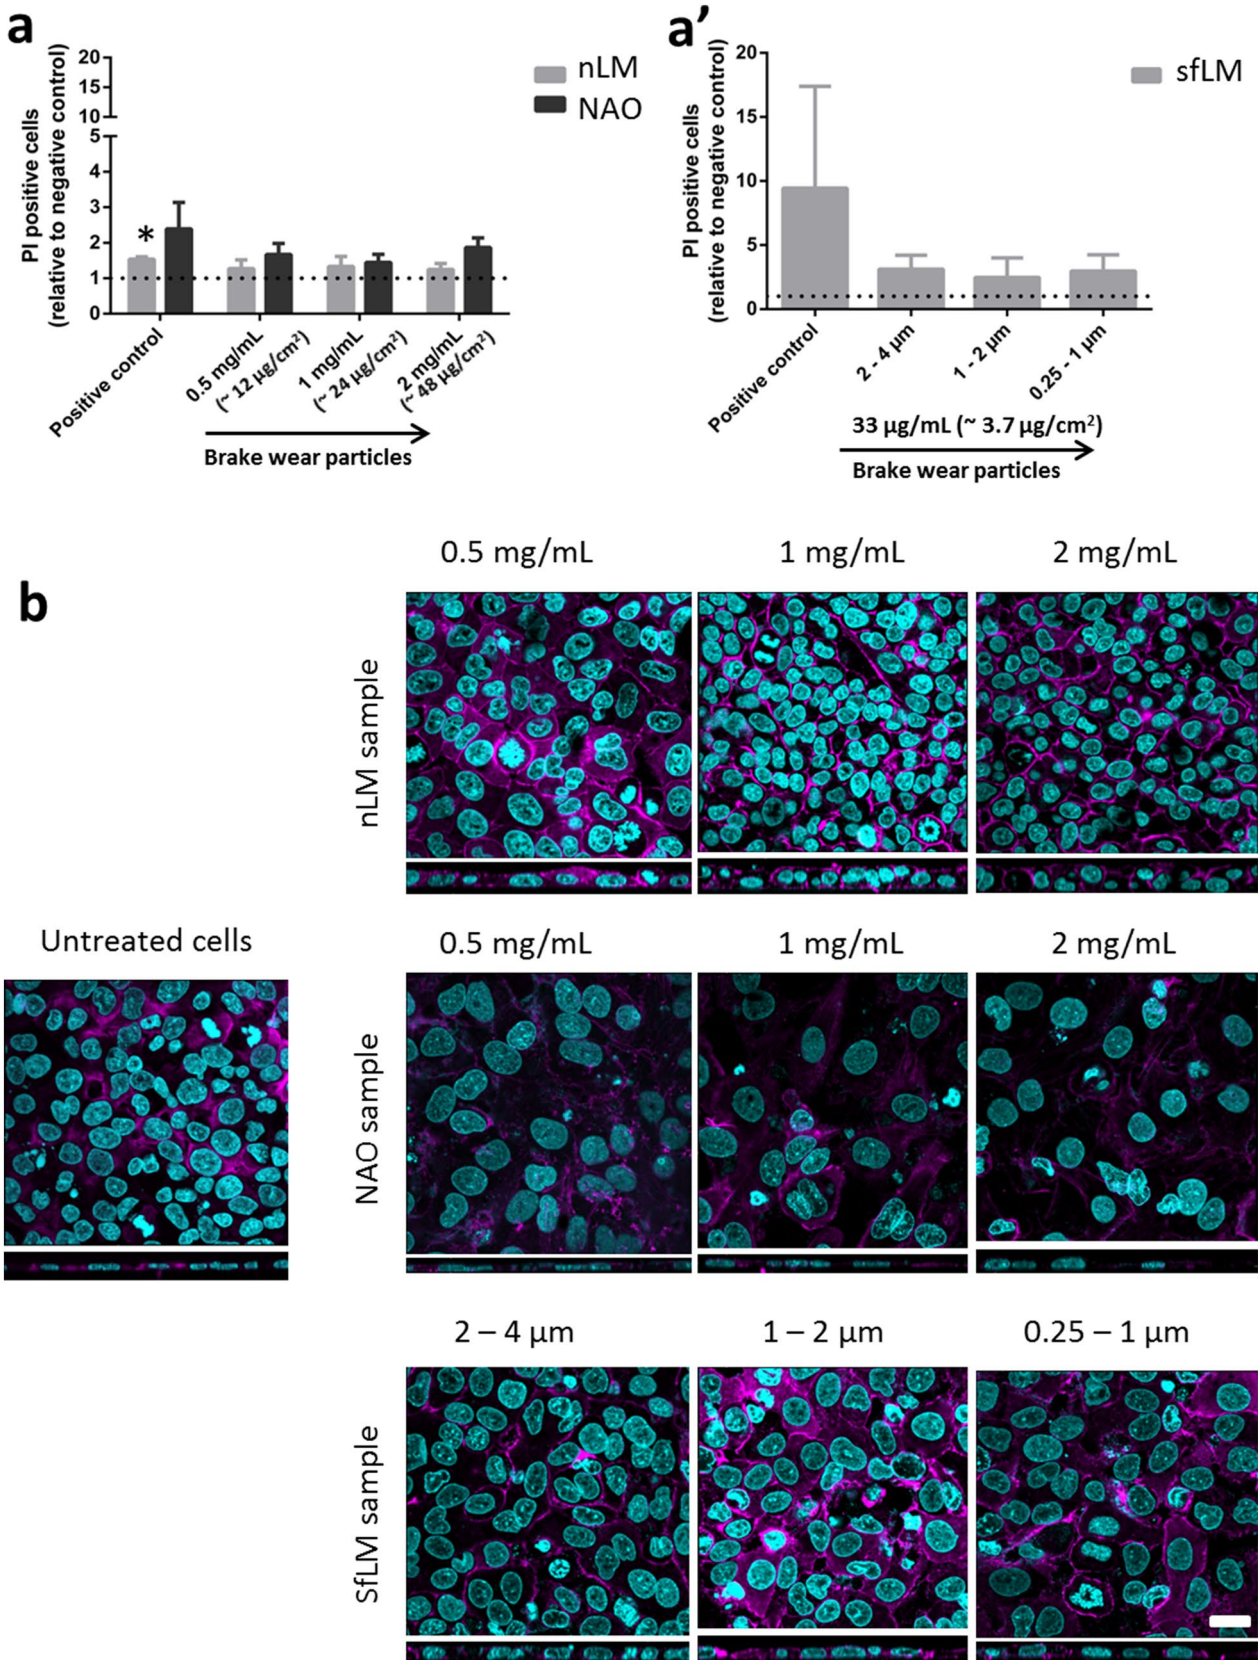 a
PI positive cells
(relative to negative control)
20
15
10
5
4
3
2
1
0
*
nLM
NAO
Positive control
0.5 mg/mL
(~ 12 µg/cm²)
1 mg/mL
(~ 24 µg/cm²)
2 mg/mL
(~ 48 µg/cm²)
Brake wear particles
a’
PI positive cells
(relative to negative control)
20
15
10
5
0
sfLM
Positive control
2 - 4 µm
1 - 2 µm
0.25 - 1 µm
33 µg/mL (~ 3.7 µg/cm²)
Brake wear particles
b
0.5 mg/mL 1 mg/mL 2 mg/mL
nLM sample
Untreated cells
0.5 mg/mL 1 mg/mL 2 mg/mL
NAO sample
2 – 4 µm 1 – 2 µm 0.25 – 1 µm
SfLM sample